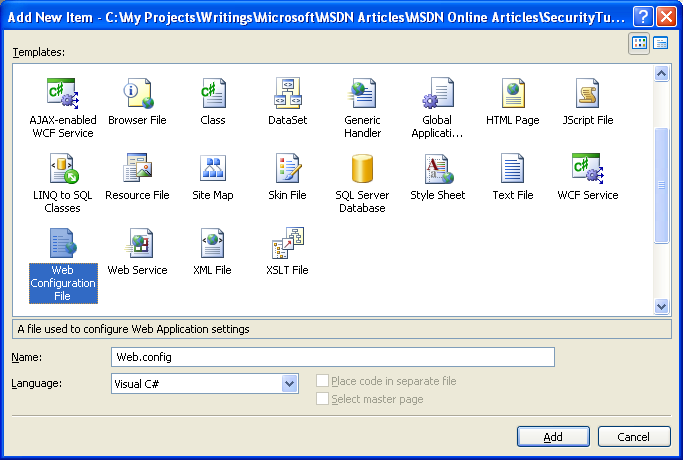 Add New Item - C:\My Projects\Writings\Microsoft\MSDN Articles\MSDN Online Articles\SecurityTu...
Templates:
AJAX-enabled WCF Service
Browser File
Class
DataSet
Generic Handler
Global Applicati...
HTML Page
JScript File
LINQ to SQL Classes
Resource File
Site Map
Skin File
SQL Server Database
Style Sheet
Text File
WCF Service
Web Configuration File
Web Service
XML File
XSLT File
A file used to configure Web Application settings
Name:
Web.config
Language:
Visual C#
Place code in separate file
Select master page
Add
Cancel